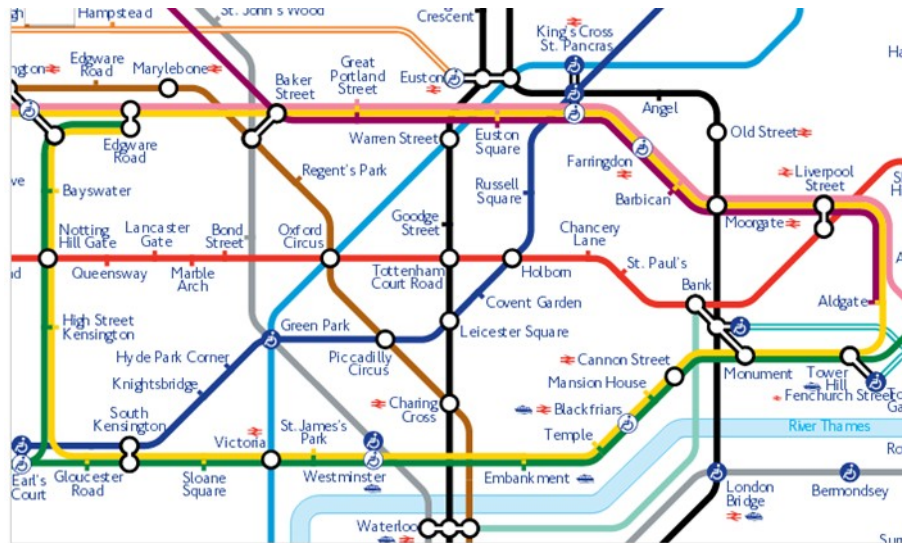 Hampstead
St. John's Wood
Crescent
King's Cross
St. Pancras
Edgware
Road
Marylebone
Baker
Street
Great
Portland
Street
Euston
Angel
Old Street
Edgware
Road
Warren Street
Euston
Square
Farringdon
Liverpool
Street
Bayswater
Regent's Park
Russell
Square
Barbican
Moorgate
Notting
Hill Gate
Lancaster
Gate
Bond
Street
Oxford
Circus
Goodge
Street
Chancery
Lane
Queensway
Marble
Arch
Tottenham
Court Road
Holborn
St. Paul's
Bank
Covent Garden
Aldgate
High Street
Kensington
Green Park
Leicester Square
Hyde Park Corner
Piccadilly
Circus
Cannon Street
Monument
Tower
Hill
Knightsbridge
Mansion House
Fenchurch Street
South
Kensington
Charing
Cross
Blackfriars
Victoria
St. James's
Park
Temple
River Thames
Earl's
Court
Gloucester
Road
Sloane
Square
Westminster
Embankment
London
Bridge
Bermondsey
Waterloo